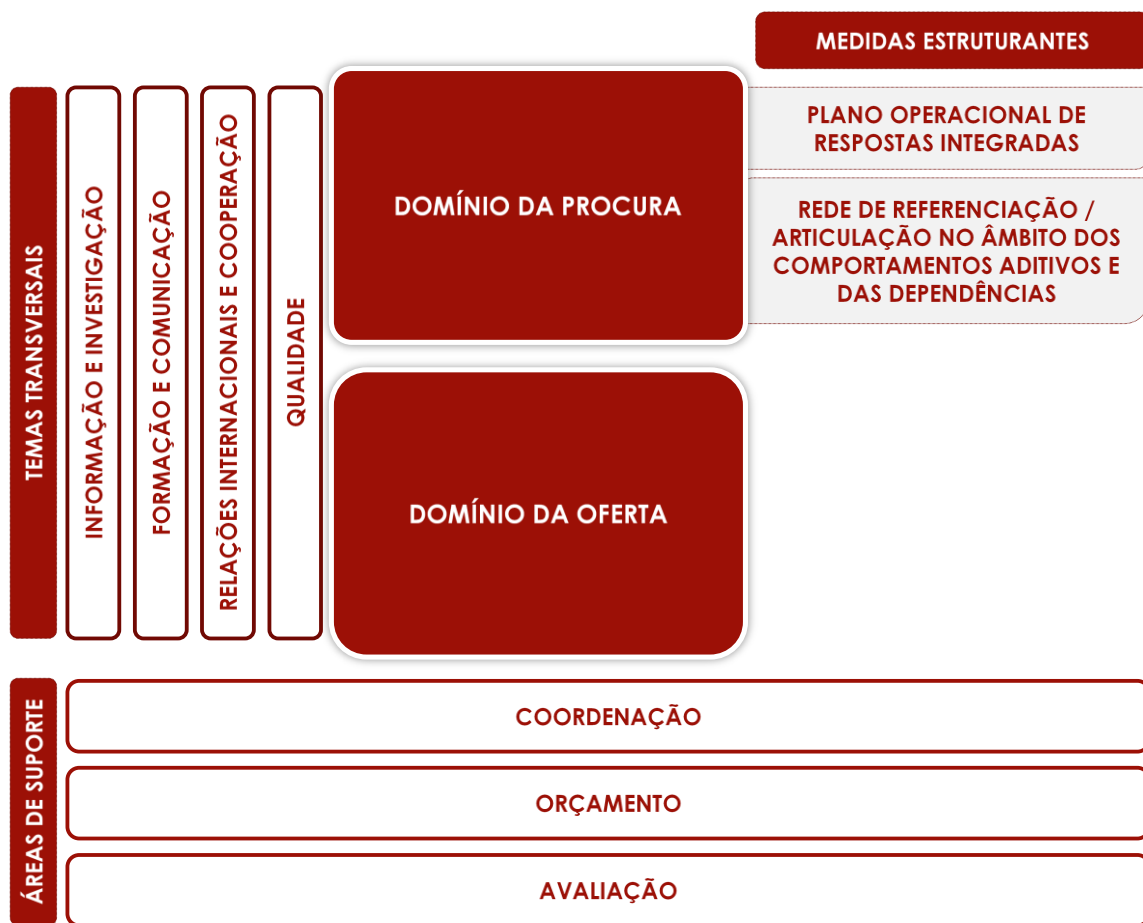 MEDIDAS ESTRUTURANTES
TEMAS TRANSVERSAIS
INFORMAÇÃO E INVESTIGAÇÃO
FORMAÇÃO E COMUNICAÇÃO
RELAÇÕES INTERNACIONAIS E COOPERAÇÃO
QUALIDADE
DOMÍNIO DA PROCURA
PLANO OPERACIONAL DE
RESPOSTAS INTEGRADAS
REDE DE REFERENCIAÇÃO /
ARTICULAÇÃO NO ÂMBITO DOS
COMPORTAMENTOS ADITIVOS E
DAS DEPENDÊNCIAS
DOMÍNIO DA OFERTA
ÁREAS DE SUPORTE
COORDENAÇÃO
ORÇAMENTO
AVALIAÇÃO